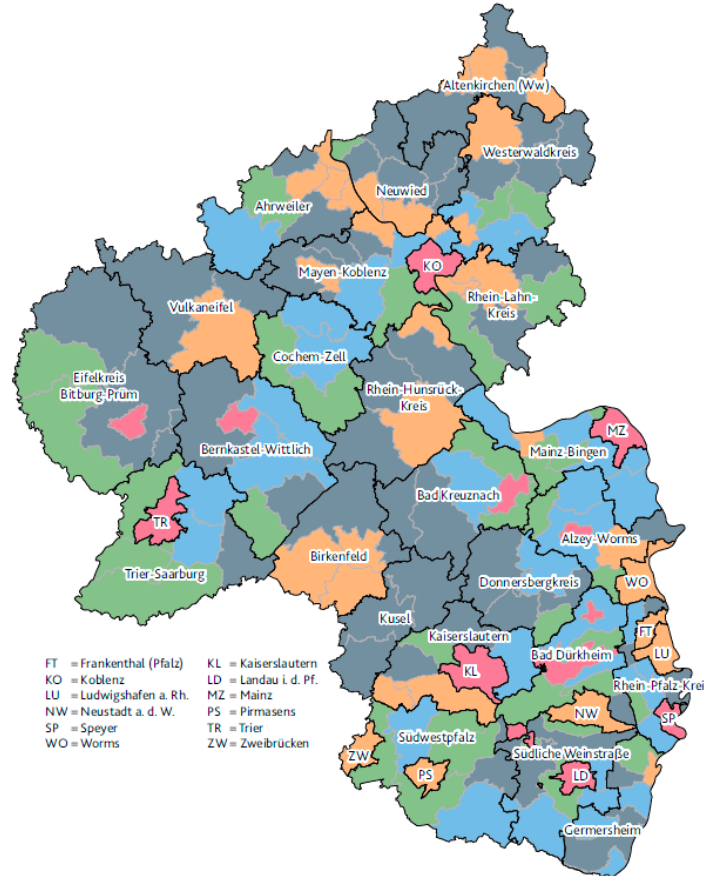 Altenkirchen (Ww)
Westerwaldkreis
Neuwied
Ahrweiler
KO
Mayen-Koblenz
Rhein-Lahn-
Kreis
Vulkaneifel
Cochem-Zell
Eifelkreis
Bitburg-Prüm
Rhein-Hunsrück-
Kreis
Bernkastel-Wittlich
MZ
Mainz-Bingen
Bad Kreuznach
TR
Alzey-Worms
Birkenfeld
Trier-Saarburg
Donnersbergkreis
WO
Kusel
Kaiserslautern
FT
LU
Bad Dürkheim
KL
Rhein-Pfalz-Krei
NW
SP
Südwestpfalz
Südliche Weinstraße
ZW
PS
LD
Germersheim
FT = Frankenthal (Pfalz)
KO = Koblenz
LU = Ludwigshafen a. Rh.
NW = Neustadt a. d. W.
SP = Speyer
WO = Worms
KL = Kaiserslautern
LD = Landau i. d. Pf.
MZ = Mainz
PS = Pirmasens
TR = Trier
ZW = Zweibrücken